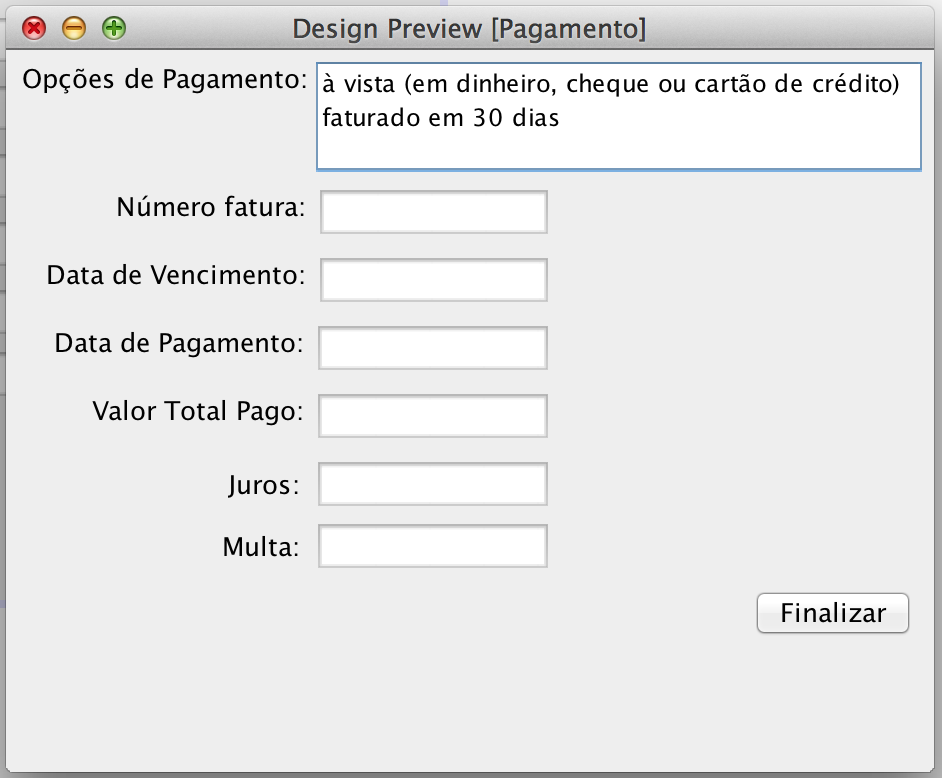 Design Preview [Pagamento]
Opções de Pagamento:
à vista (em dinheiro, cheque ou cartão de crédito)
faturado em 30 dias
Número fatura:
Data de Vencimento:
Data de Pagamento:
Valor Total Pago:
Juros:
Multa:
Finalizar